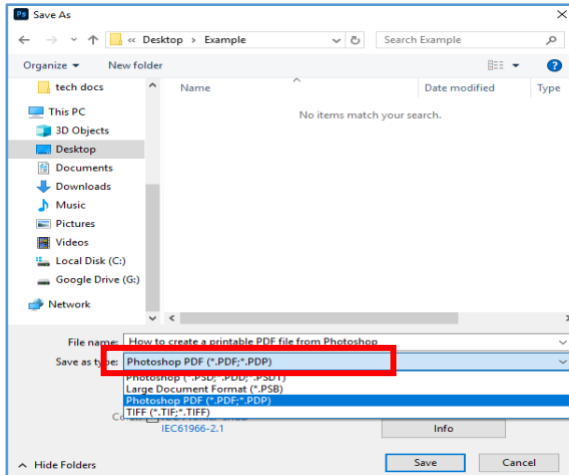 Ps Save As
« Desktop > Example
Search Example
Organize
New folder
tech docs
This PC
3D Objects
Desktop
Documents
Downloads
Music
Pictures
Videos
Local Disk (C:)
Google Drive (G:)
Network
Name
Date modified
Type
No items match your search.
File name: How to create a printable PDF file from Photoshop
Save as type: Photoshop PDF (*.PDF;*.PDP)
Photoshop (*.PSD;*.PDD;*.PSDT)
Large Document Format (*.PSB)
Photoshop PDF (*.PDF;*.PDP)
TIFF (*.TIF;*.TIFF)
IEC61966-2.1
Info
Hide Folders
Save
Cancel